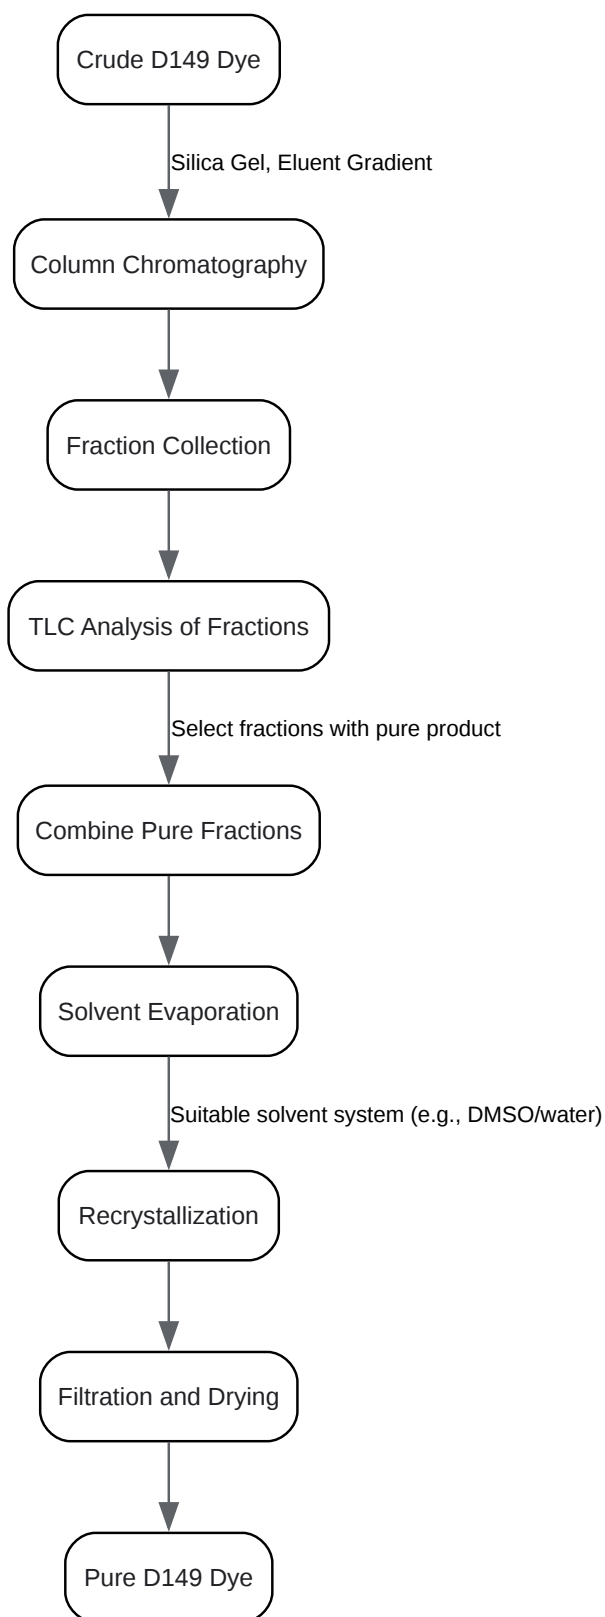 Crude D149 Dye
Silica Gel, Eluent Gradient
Column Chromatography
Fraction Collection
TLC Analysis of Fractions
Select fractions with pure product
Combine Pure Fractions
Solvent Evaporation
Suitable solvent system (e.g., DMSO/water)
Recrystallization
Filtration and Drying
Pure D149 Dye